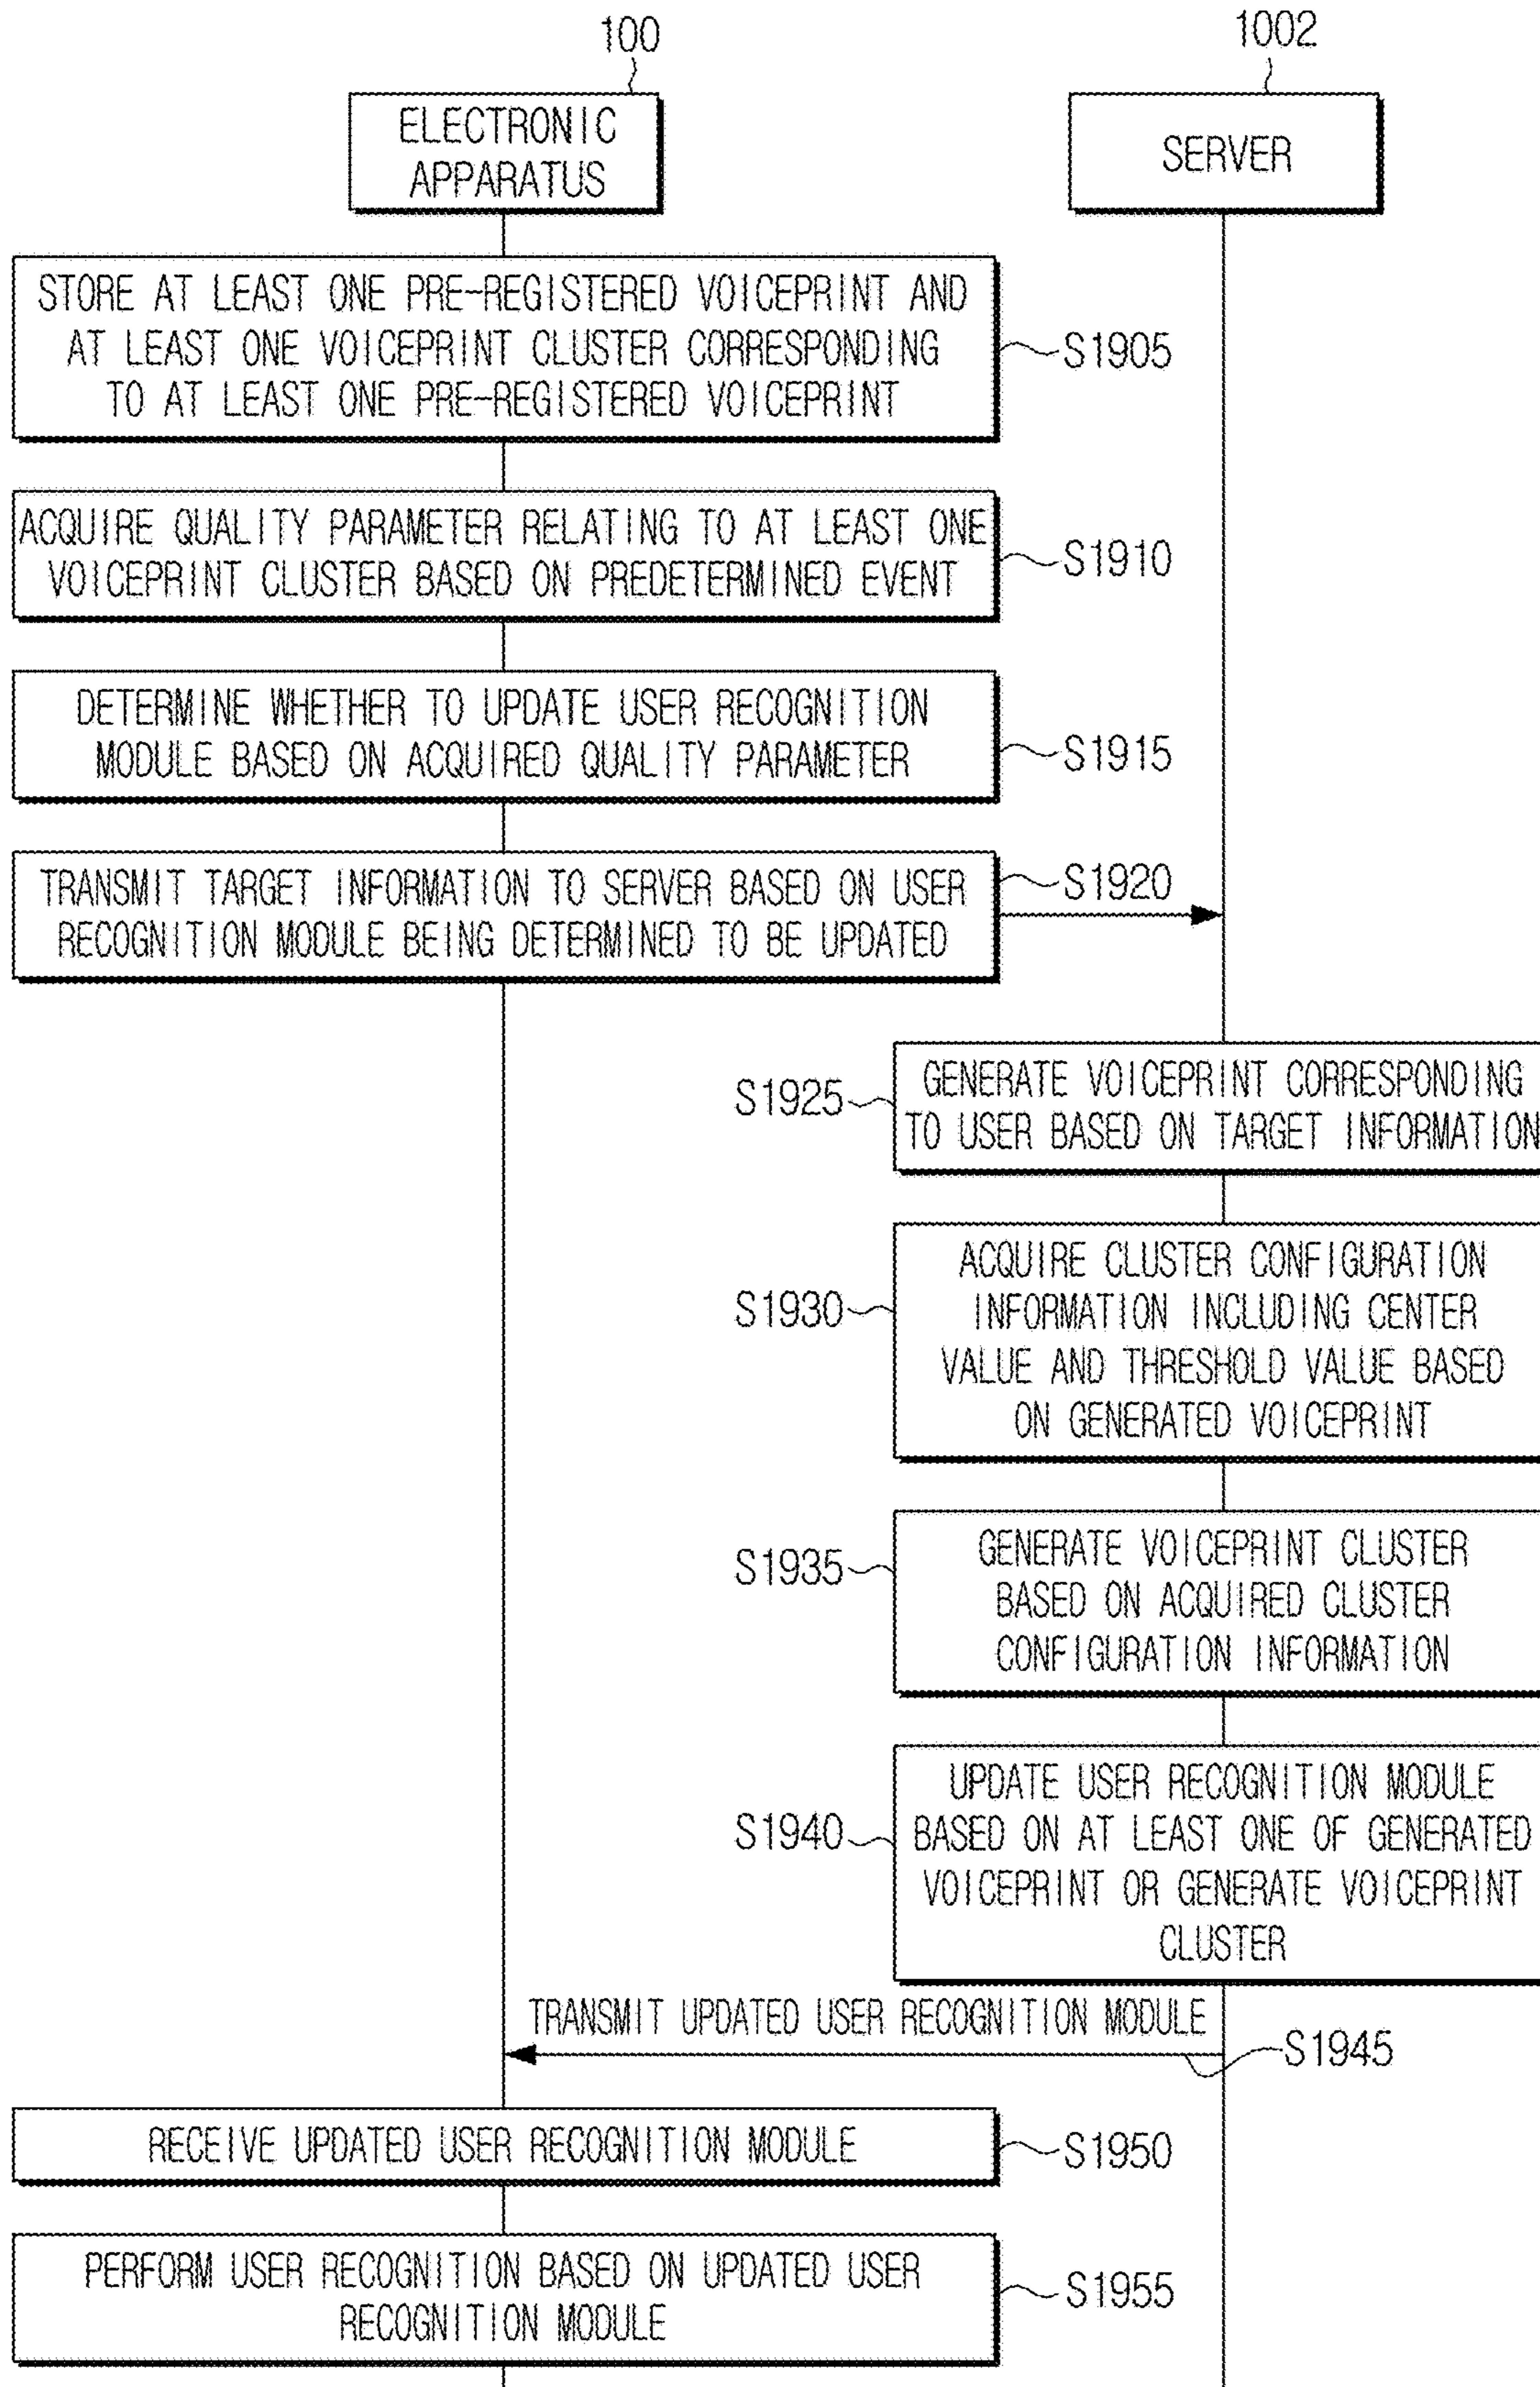 100
1002
ELECTRONIC
APPARATUS
SERVER
STORE AT LEAST ONE PRE-REGISTERED VOICEPRINT AND
AT LEAST ONE VOICEPRINT CLUSTER CORRESPONDING
TO AT LEAST ONE PRE-REGISTERED VOICEPRINT
S1905
ACQUIRE QUALITY PARAMETER RELATING TO AT LEAST ONE
VOICEPRINT CLUSTER BASED ON PREDETERMINED EVENT
S1910
DETERMINE WHETHER TO UPDATE USER RECOGNITION
MODULE BASED ON ACQUIRED QUALITY PARAMETER
S1915
TRANSMIT TARGET INFORMATION TO SERVER BASED ON USER
RECOGNITION MODULE BEING DETERMINED TO BE UPDATED
S1920
S1925
GENERATE VOICEPRINT CORRESPONDING
TO USER BASED ON TARGET INFORMATION
S1930
ACQUIRE CLUSTER CONFIGURATION
INFORMATION INCLUDING CENTER
VALUE AND THRESHOLD VALUE BASED
ON GENERATED VOICEPRINT
S1935
GENERATE VOICEPRINT CLUSTER
BASED ON ACQUIRED CLUSTER
CONFIGURATION INFORMATION
S1940
UPDATE USER RECOGNITION MODULE
BASED ON AT LEAST ONE OF GENERATED
VOICEPRINT OR GENERATE VOICEPRINT
CLUSTER
TRANSMIT UPDATED USER RECOGNITION MODULE
S1945
RECEIVE UPDATED USER RECOGNITION MODULE
S1950
PERFORM USER RECOGNITION BASED ON UPDATED USER
RECOGNITION MODULE
S1955